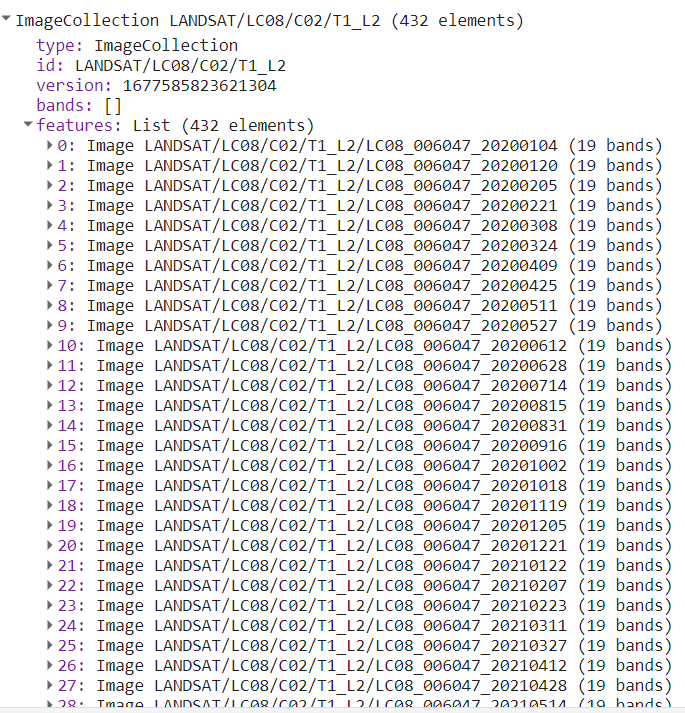 ImageCollection LANDSAT/LC08/C02/T1_L2 (432 elements)
type: ImageCollection
id: LANDSAT/LC08/C02/T1_L2
version: 1677585823621304
bands: []
features: List (432 elements)
0: Image LANDSAT/LC08/C02/T1_L2/LC08_006047_20200104 (19 bands)
1: Image LANDSAT/LC08/C02/T1_L2/LC08_006047_20200120 (19 bands)
2: Image LANDSAT/LC08/C02/T1_L2/LC08_006047_20200205 (19 bands)
3: Image LANDSAT/LC08/C02/T1_L2/LC08_006047_20200221 (19 bands)
4: Image LANDSAT/LC08/C02/T1_L2/LC08_006047_20200308 (19 bands)
5: Image LANDSAT/LC08/C02/T1_L2/LC08_006047_20200324 (19 bands)
6: Image LANDSAT/LC08/C02/T1_L2/LC08_006047_20200409 (19 bands)
7: Image LANDSAT/LC08/C02/T1_L2/LC08_006047_20200425 (19 bands)
8: Image LANDSAT/LC08/C02/T1_L2/LC08_006047_20200511 (19 bands)
9: Image LANDSAT/LC08/C02/T1_L2/LC08_006047_20200527 (19 bands)
10: Image LANDSAT/LC08/C02/T1_L2/LC08_006047_20200612 (19 bands)
11: Image LANDSAT/LC08/C02/T1_L2/LC08_006047_20200628 (19 bands)
12: Image LANDSAT/LC08/C02/T1_L2/LC08_006047_20200714 (19 bands)
13: Image LANDSAT/LC08/C02/T1_L2/LC08_006047_20200815 (19 bands)
14: Image LANDSAT/LC08/C02/T1_L2/LC08_006047_20200831 (19 bands)
15: Image LANDSAT/LC08/C02/T1_L2/LC08_006047_20200916 (19 bands)
16: Image LANDSAT/LC08/C02/T1_L2/LC08_006047_20201002 (19 bands)
17: Image LANDSAT/LC08/C02/T1_L2/LC08_006047_20201018 (19 bands)
18: Image LANDSAT/LC08/C02/T1_L2/LC08_006047_20201119 (19 bands)
19: Image LANDSAT/LC08/C02/T1_L2/LC08_006047_20201205 (19 bands)
20: Image LANDSAT/LC08/C02/T1_L2/LC08_006047_20201221 (19 bands)
21: Image LANDSAT/LC08/C02/T1_L2/LC08_006047_20210122 (19 bands)
22: Image LANDSAT/LC08/C02/T1_L2/LC08_006047_20210207 (19 bands)
23: Image LANDSAT/LC08/C02/T1_L2/LC08_006047_20210223 (19 bands)
24: Image LANDSAT/LC08/C02/T1_L2/LC08_006047_20210311 (19 bands)
25: Image LANDSAT/LC08/C02/T1_L2/LC08_006047_20210327 (19 bands)
26: Image LANDSAT/LC08/C02/T1_L2/LC08_006047_20210412 (19 bands)
27: Image LANDSAT/LC08/C02/T1_L2/LC08_006047_20210428 (19 bands)
28: Image LANDSAT/LC08/C02/T1_L2/LC08_006047_20210514 (19 bands)